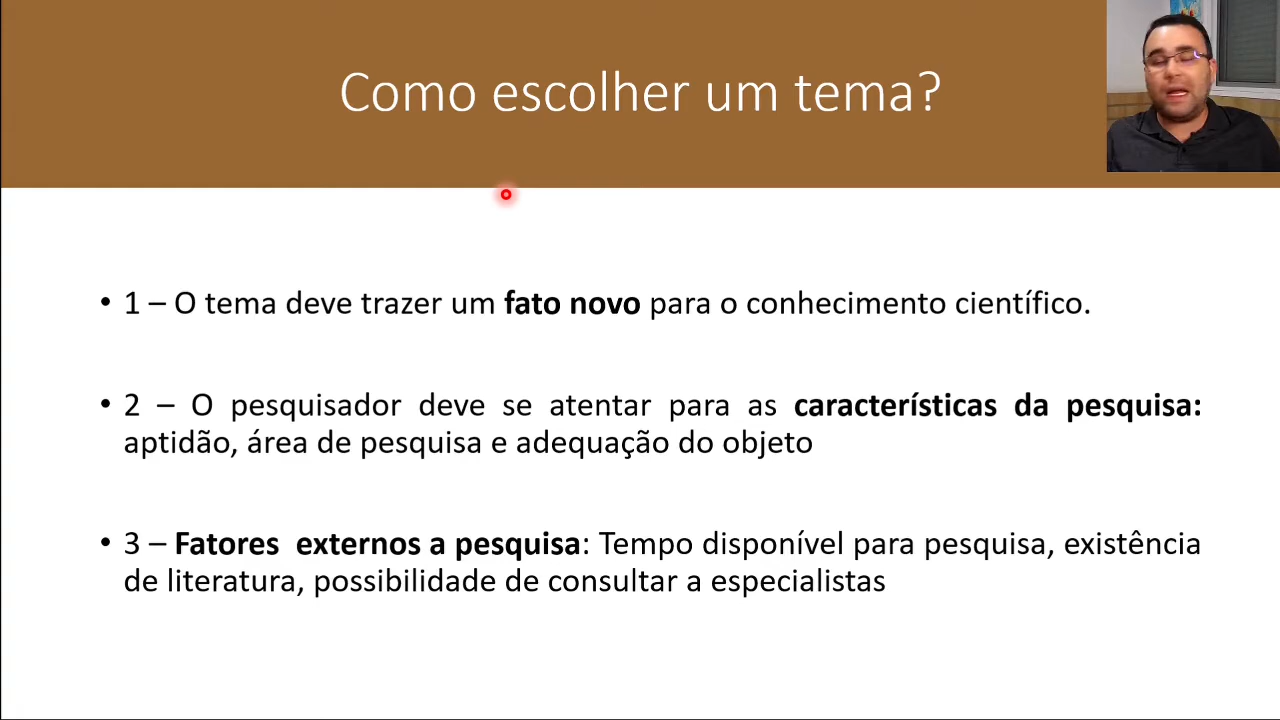 Como escolher um tema?
• 1 – O tema deve trazer um fato novo para o conhecimento científico.
• 2 – O pesquisador deve se atentar para as características da pesquisa:
aptidão, área de pesquisa e adequação do objeto
• 3 – Fatores externos a pesquisa: Tempo disponível para pesquisa, existência
de literatura, possibilidade de consultar a especialistas